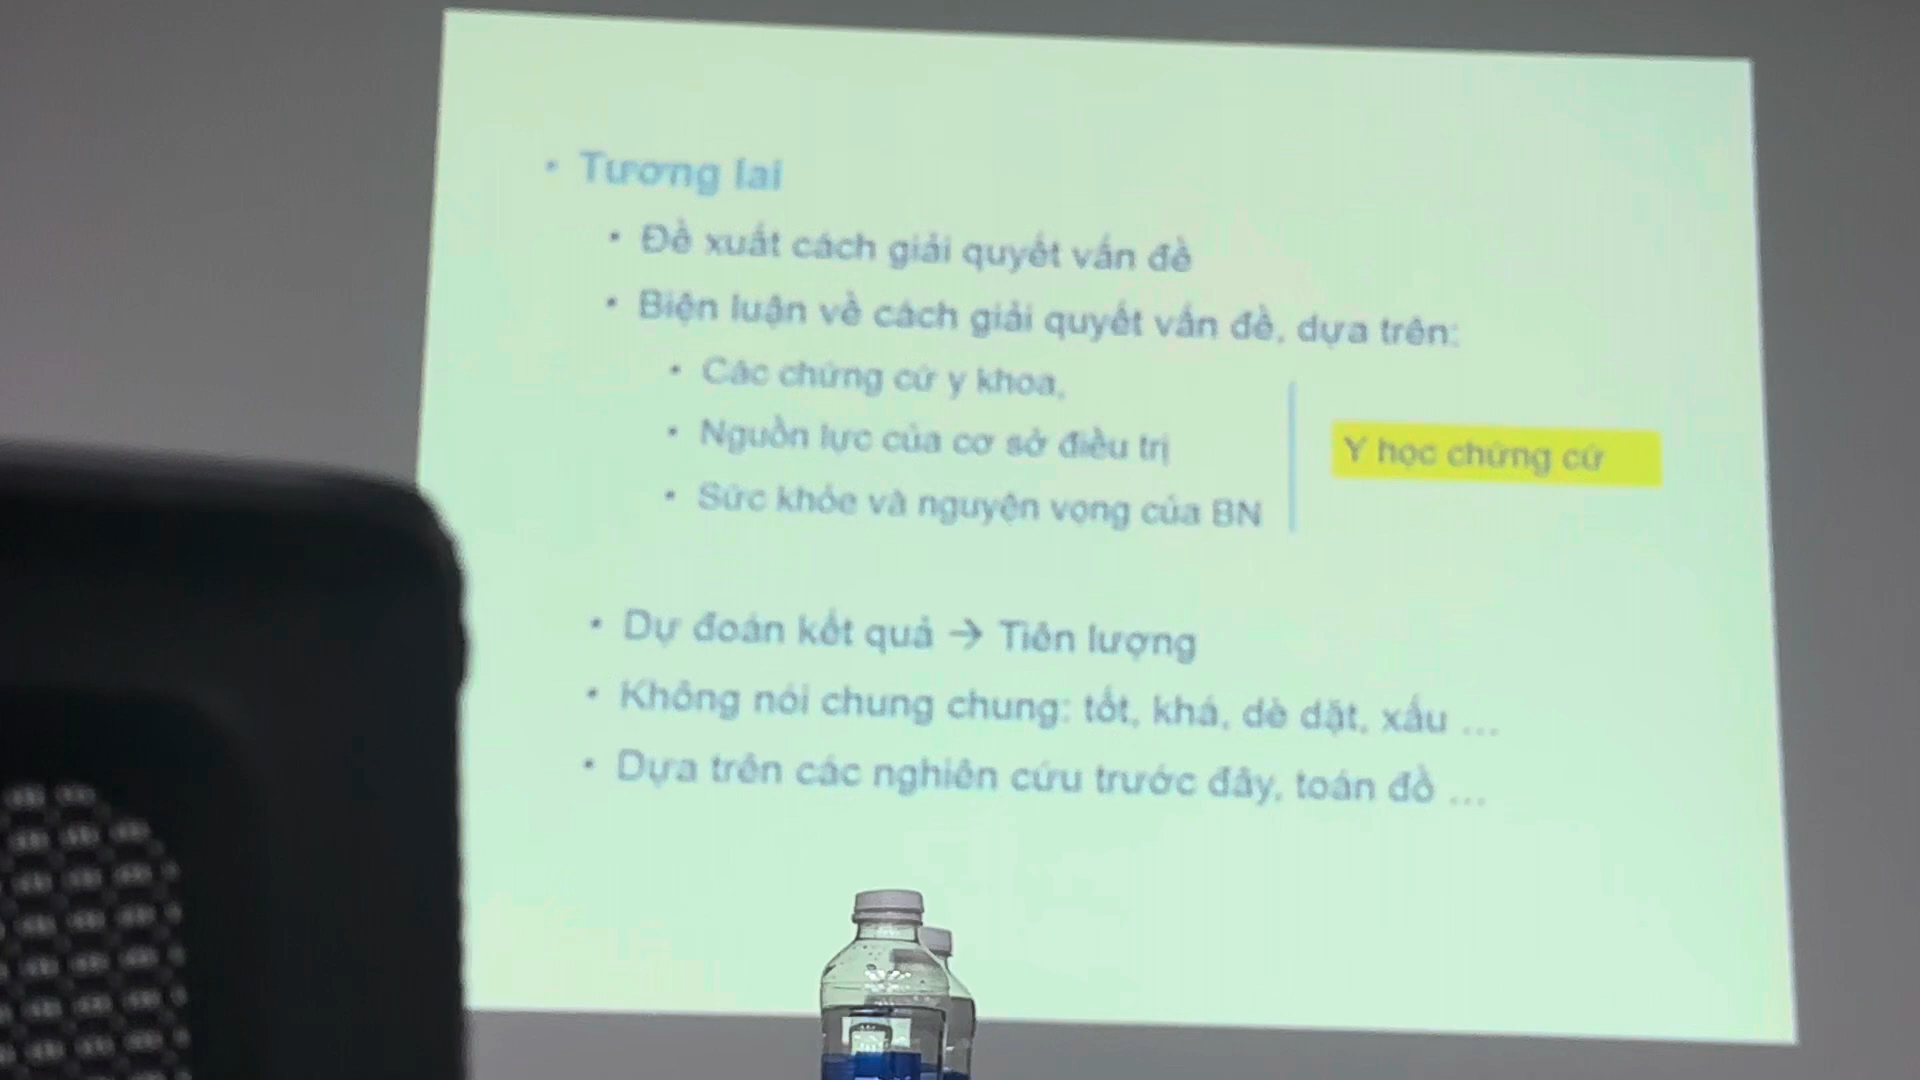 • Tương lai
• Đề xuất cách giải quyết vấn đề
• Biện luận về cách giải quyết vấn đề, dựa trên:
• Các chứng cứ y khoa,
• Nguồn lực của cơ sở điều trị
• Sức khỏe và nguyện vọng của BN
Y học chứng cứ
• Dự đoán kết quả → Tiên lượng
• Không nói chung chung: tốt, khá, dè dặt, xấu ...
• Dựa trên các nghiên cứu trước đây, toán đồ ...